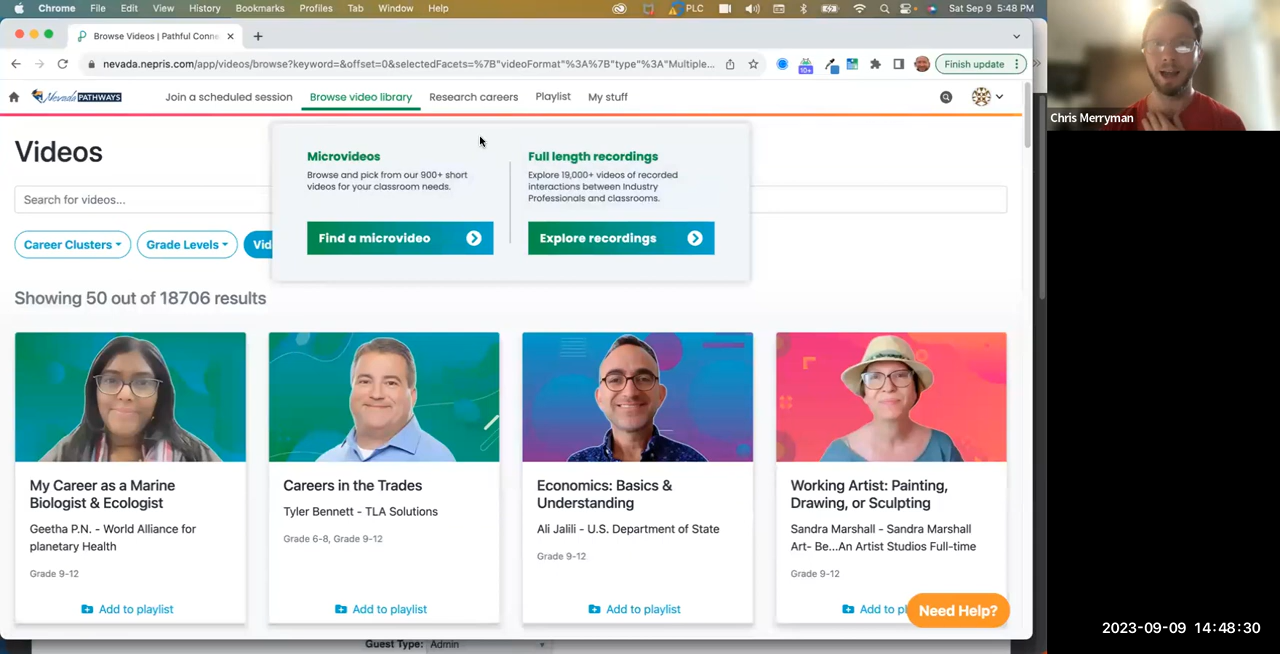 Chrome File Edit View History Bookmarks Profiles Tab Window Help PLC Sat Sep 9 5:48 PM
Browse Videos | Pathful Conne
nevada.nepris.com/app/videos/browse?keyword=&offset=0&selectedFacets=%7B"videoFormat"%3A%7B"type"%3A"Multiple... 10+ Finish update
Nevada PATHWAYS Join a scheduled session Browse video library Research careers Playlist My stuff
Chris Merryman
Videos
Microvideos
Browse and pick from our 900+ short
videos for your classroom needs.
Find a microvideo
Full length recordings
Explore 19,000+ videos of recorded
interactions between Industry
Professionals and classrooms.
Explore recordings
Search for videos...
Career Clusters Grade Levels Vid
Showing 50 out of 18706 results
My Career as a Marine
Biologist & Ecologist
Geetha P.N. - World Alliance for
planetary Health
Grade 9-12
Add to playlist
Careers in the Trades
Tyler Bennett - TLA Solutions
Grade 6-8, Grade 9-12
Add to playlist
Economics: Basics &
Understanding
Ali Jalili - U.S. Department of State
Grade 9-12
Add to playlist
Working Artist: Painting,
Drawing, or Sculpting
Sandra Marshall - Sandra Marshall
Art- Be...An Artist Studios Full-time
Grade 9-12
Add to pl
Need Help?
Guest Type: Admin
2023-09-09 14:48:30